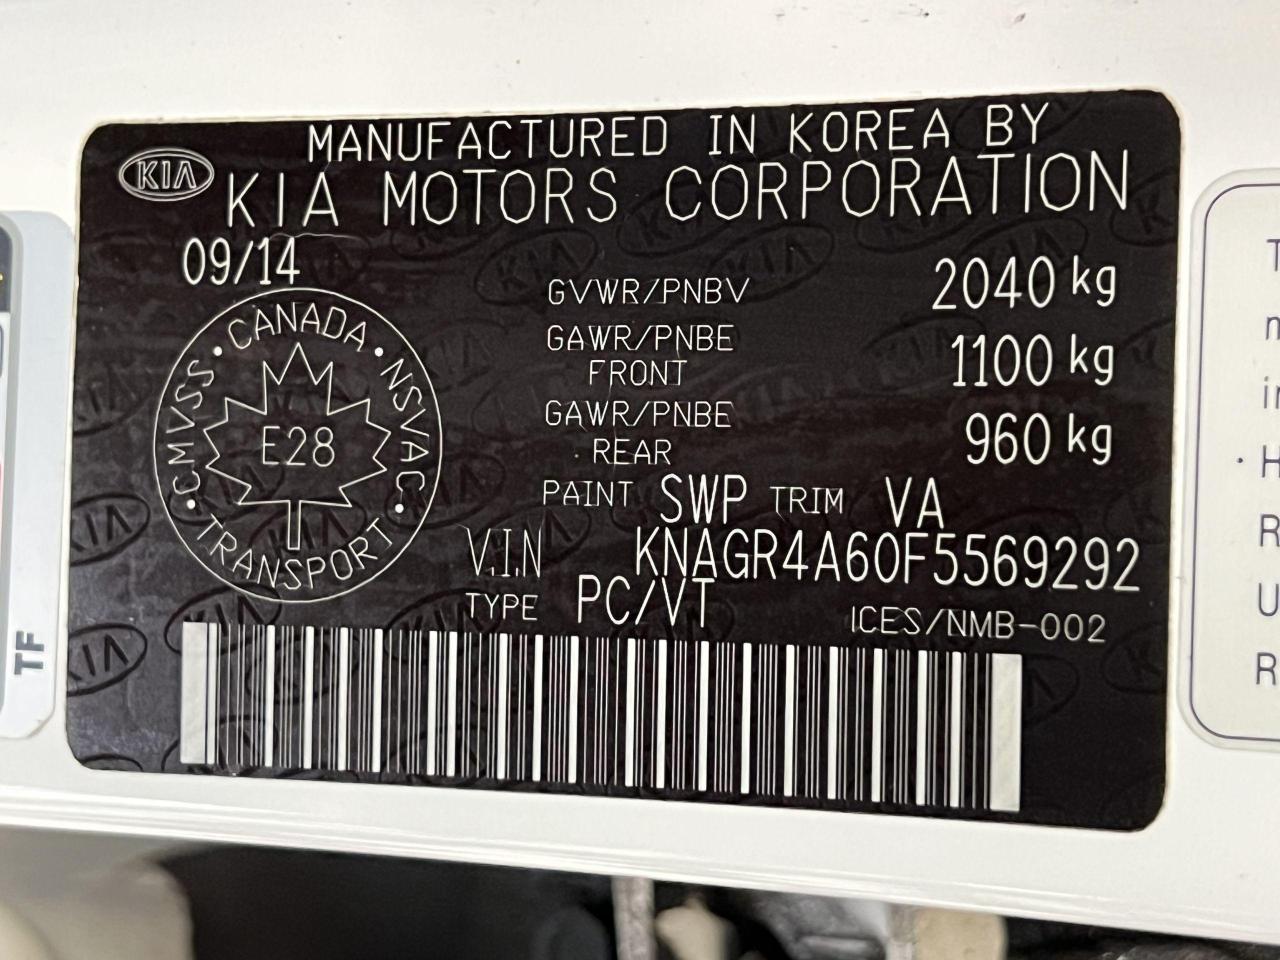 MANUFACTURED IN KOREA BY
KIA
KIA MOTORS CORPORATION
09/14
GVWR/PNBV 2040 kg
GAWR/PNBE FRONT 1100 kg
GAWR/PNBE REAR 960 kg
PAINT SWP TRIM VA
V.I.N KNAGR4A60F5569292
TYPE PC/VT ICES/NMB-002
CANADA • NSVAC • TRANSPORT • CMVSS •
E28
TF